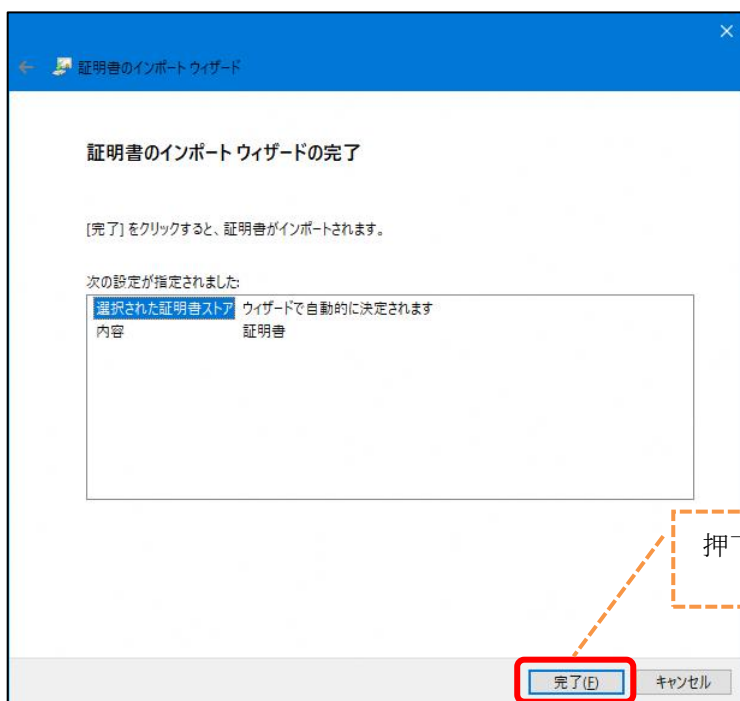 証明書のインポート ウィザード
証明書のインポート ウィザードの完了
[完了] をクリックすると、証明書がインポートされます。
次の設定が指定されました:
選択された証明書ストア ウィザードで自動的に決定されます
内容 証明書
押下
完了(F) キャンセル